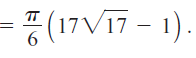 = π/6 (17√17 − 1).